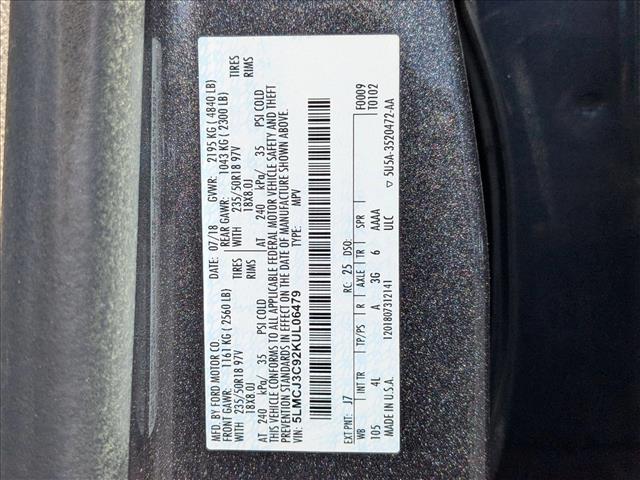 MFD. BY FORD MOTOR CO.
DATE: 07/18 GVWR: 2195 KG ( 4840 LB)
FRONT GAWR: 1161 KG ( 2560 LB) REAR GAWR: 1043 KG ( 2300 LB)
WITH 235/50R18 97V TIRES WITH 235/50R18 97V TIRES
18X8.0J RIMS 18X8.0J RIMS
AT 240 kPa/ 35 PSI COLD AT 240 kPa/ 35 PSI COLD
THIS VEHICLE CONFORMS TO ALL APPLICABLE FEDERAL MOTOR VEHICLE SAFETY AND THEFT
PREVENTION STANDARDS IN EFFECT ON THE DATE OF MANUFACTURE SHOWN ABOVE.
VIN: 5LMCJ3C92KUL06479 TYPE: MPV
F0009
T0102
EXT PNT: J7 RC: 25 DSO:
WB INT TR TP/PS R AXLE TR SPR
105 4L A 3G 6 AAAA
MADE IN U.S.A. 1201807312141 ULC ▽ 5U5A-3520472-AA